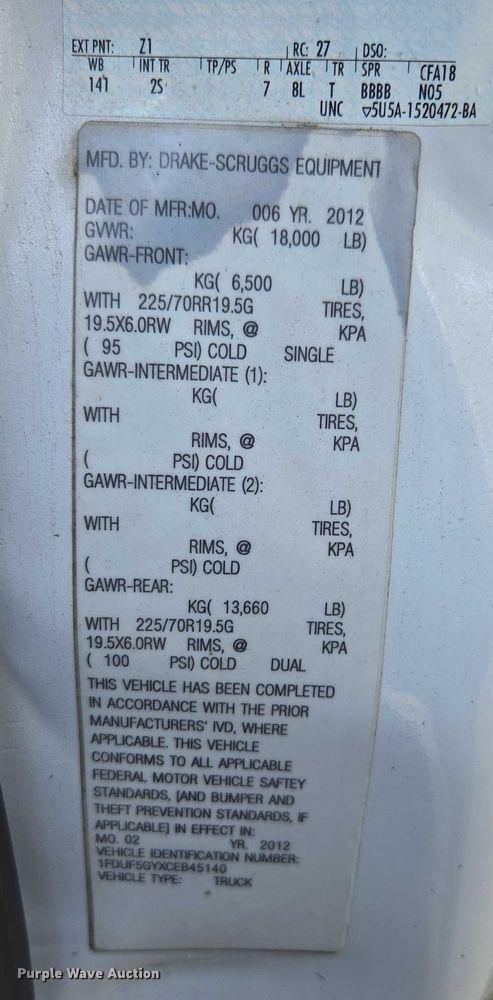 EXT PNT: Z1 RC: 27 DSO:
WB INT TR TP/PS R AXLE TR SPR CFA18
141 2S 7 8L T BBBB N05
UNC ▽5U5A-1520472-BA
MFD. BY: DRAKE-SCRUGGS EQUIPMENT
DATE OF MFR:MO. 006 YR. 2012
GVWR: KG( 18,000 LB)
GAWR-FRONT:
KG( 6,500 LB)
WITH 225/70RR19.5G TIRES,
19.5X6.0RW RIMS, @ KPA
( 95 PSI) COLD SINGLE
GAWR-INTERMEDIATE (1):
KG( LB)
WITH TIRES,
RIMS, @ KPA
( PSI) COLD
GAWR-INTERMEDIATE (2):
KG( LB)
WITH TIRES,
RIMS, @ KPA
( PSI) COLD
GAWR-REAR:
KG( 13,660 LB)
WITH 225/70R19.5G TIRES,
19.5X6.0RW RIMS, @ KPA
( 100 PSI) COLD DUAL
THIS VEHICLE HAS BEEN COMPLETED
IN ACCORDANCE WITH THE PRIOR
MANUFACTURERS' IVD, WHERE
APPLICABLE. THIS VEHICLE
CONFORMS TO ALL APPLICABLE
FEDERAL MOTOR VEHICLE SAFTEY
STANDARDS, [AND BUMPER AND
THEFT PREVENTION STANDARDS, IF
APPLICABLE] IN EFFECT IN:
MO. 02 YR. 2012
VEHICLE IDENTIFICATION NUMBER:
1FDUF5GYXCEB45140
VEHICLE TYPE: TRUCK
Purple Wave Auction